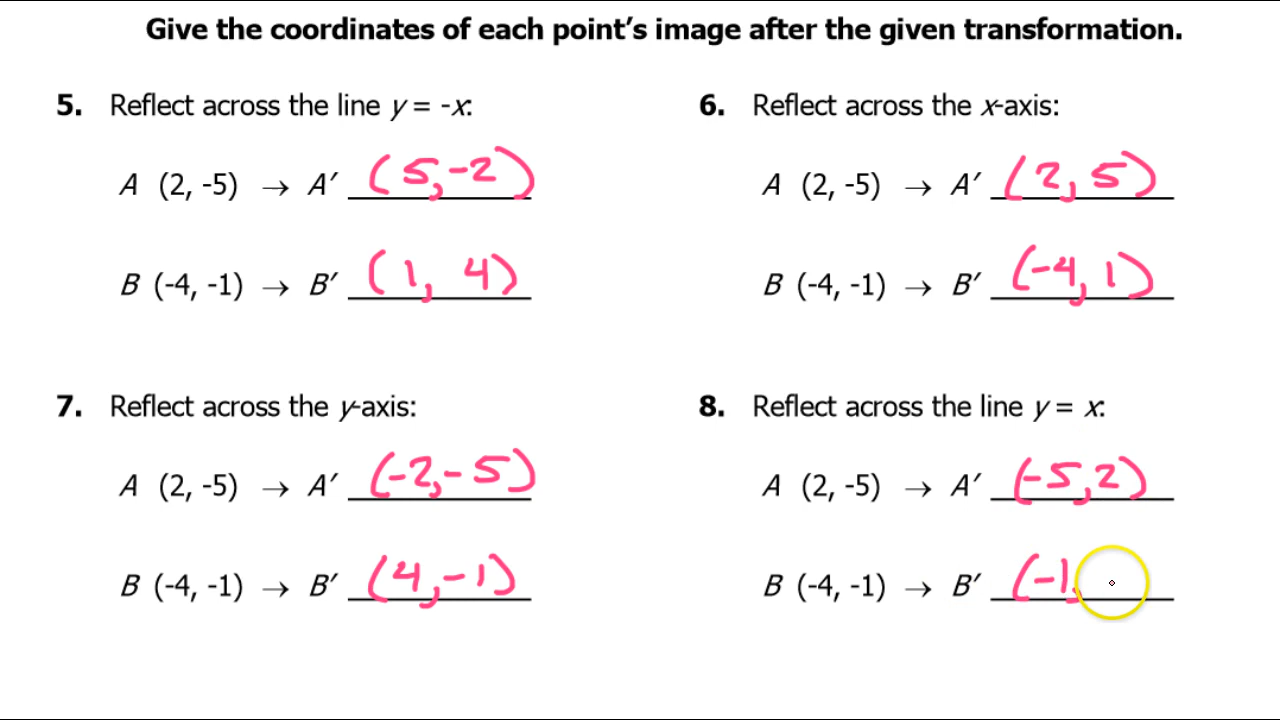 Give the coordinates of each point's image after the given transformation.
5. Reflect across the line y = -x:
A (2, -5) → A′ (5, -2)
B (-4, -1) → B′ (1, 4)
6. Reflect across the x-axis:
A (2, -5) → A′ (2, 5)
B (-4, -1) → B′ (-4, 1)
7. Reflect across the y-axis:
A (2, -5) → A′ (-2, -5)
B (-4, -1) → B′ (4, -1)
8. Reflect across the line y = x:
A (2, -5) → A′ (-5, 2)
B (-4, -1) → B′ (-1,